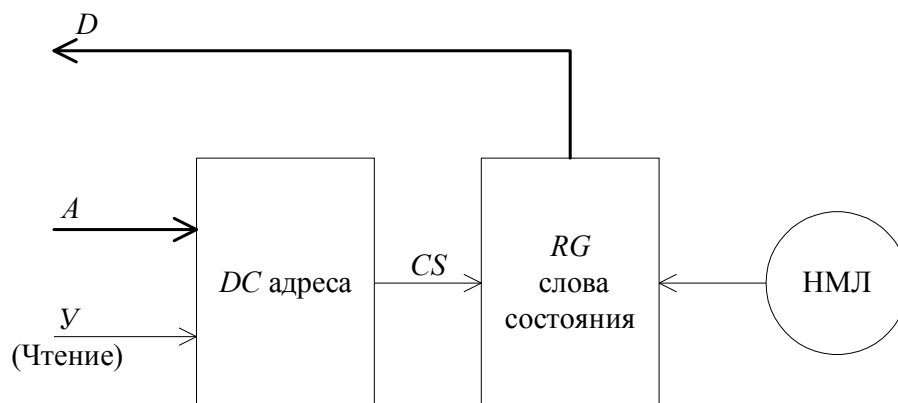 D
A
У
(Чтение)
DC адреса
CS
RG
слова
состояния
НМЛ